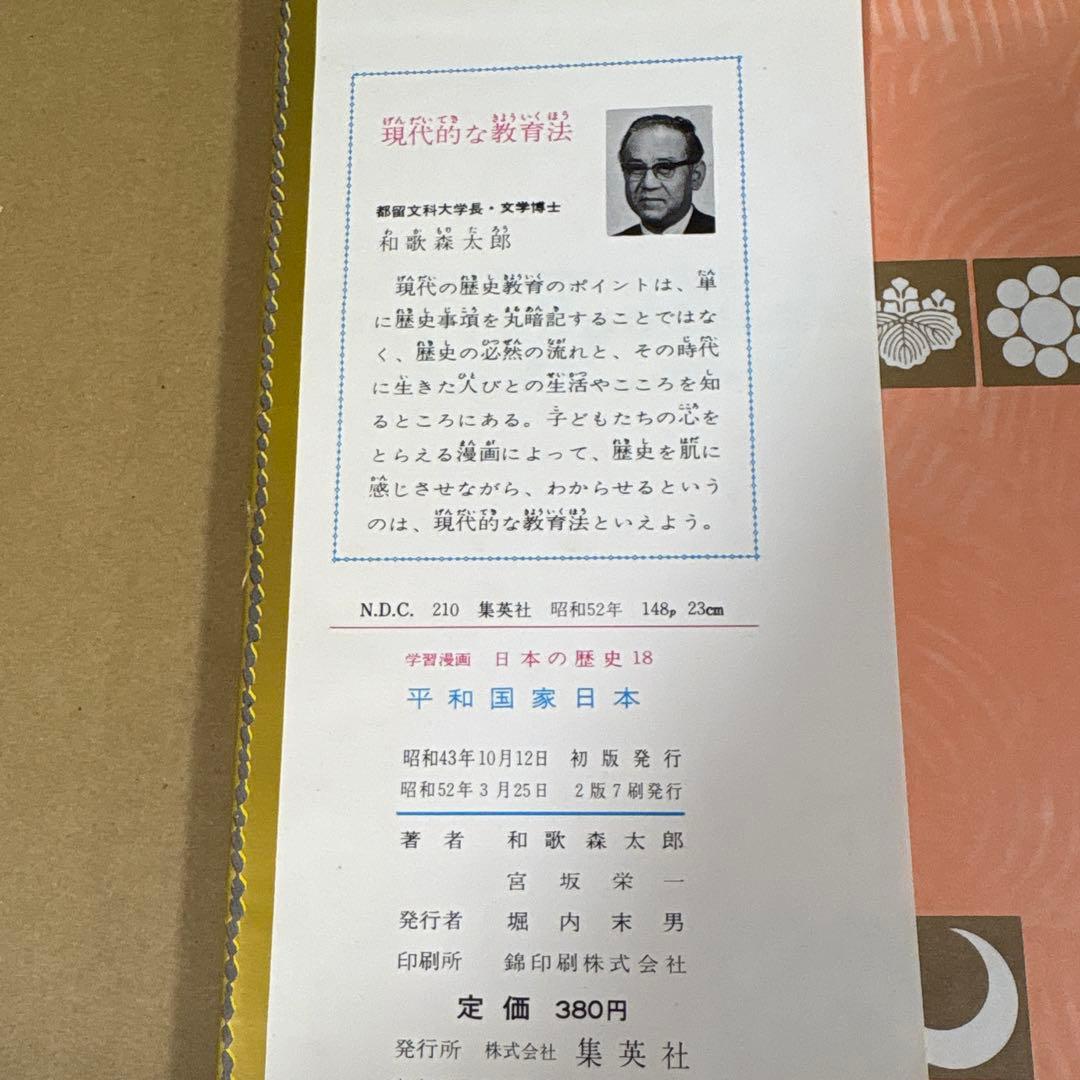 現代的な教育法
都留文科大学長・文学博士
和歌森太郎
現代の歴史教育のポイントは、単
に歴史事項を丸暗記することではな
く、歴史の必然の流れと、その時代
に生きた人びとの生活やこころを知
るところにある。子どもたちの心を
とらえる漫画によって、歴史を肌に
感じさせながら、わからせるという
のは、現代的な教育法といえよう。
N.D.C. 210 集英社 昭和52年 148p 23cm
学習漫画 日本の歴史 18
平和国家日本
昭和43年10月12日 初版発行
昭和52年3月25日 2版7刷発行
著者 和歌森太郎
宮坂栄一
発行者 堀内末男
印刷所 錦印刷株式会社
定価 380円
発行所 株式会社 集英社